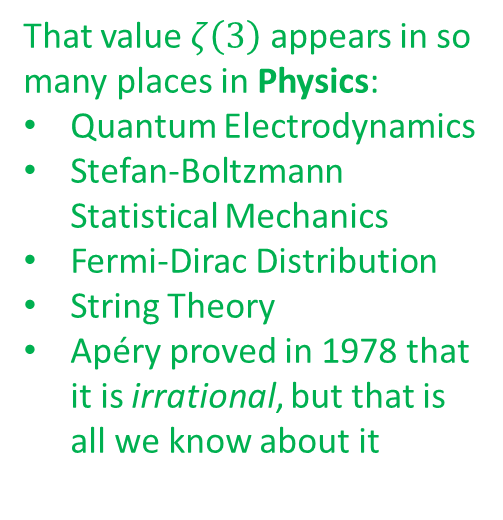 That value ζ(3) appears in so
many places in Physics:
• Quantum Electrodynamics
• Stefan-Boltzmann
Statistical Mechanics
• Fermi-Dirac Distribution
• String Theory
• Apéry proved in 1978 that
it is irrational, but that is
all we know about it